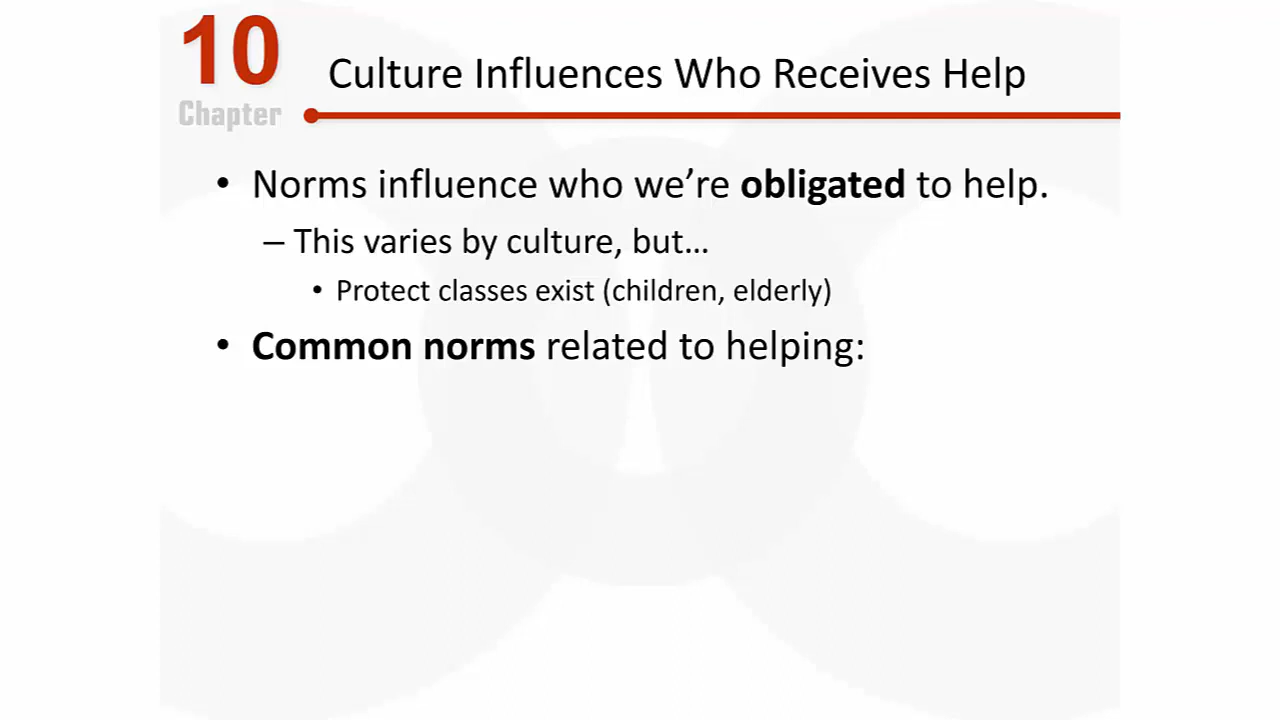 10
Chapter
Culture Influences Who Receives Help
• Norms influence who we’re obligated to help.
– This varies by culture, but…
• Protect classes exist (children, elderly)
• Common norms related to helping: